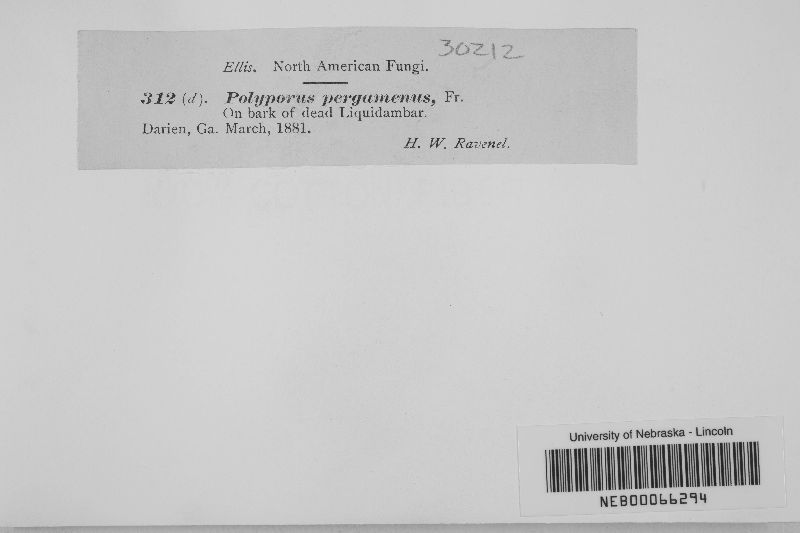 30212
Ellis. North American Fungi.
312 (d). Polyporus pergamenus, Fr.
On bark of dead Liquidambar.
Darien, Ga. March, 1881.
H. W. Ravenel.
University of Nebraska - Lincoln
NEB00066294